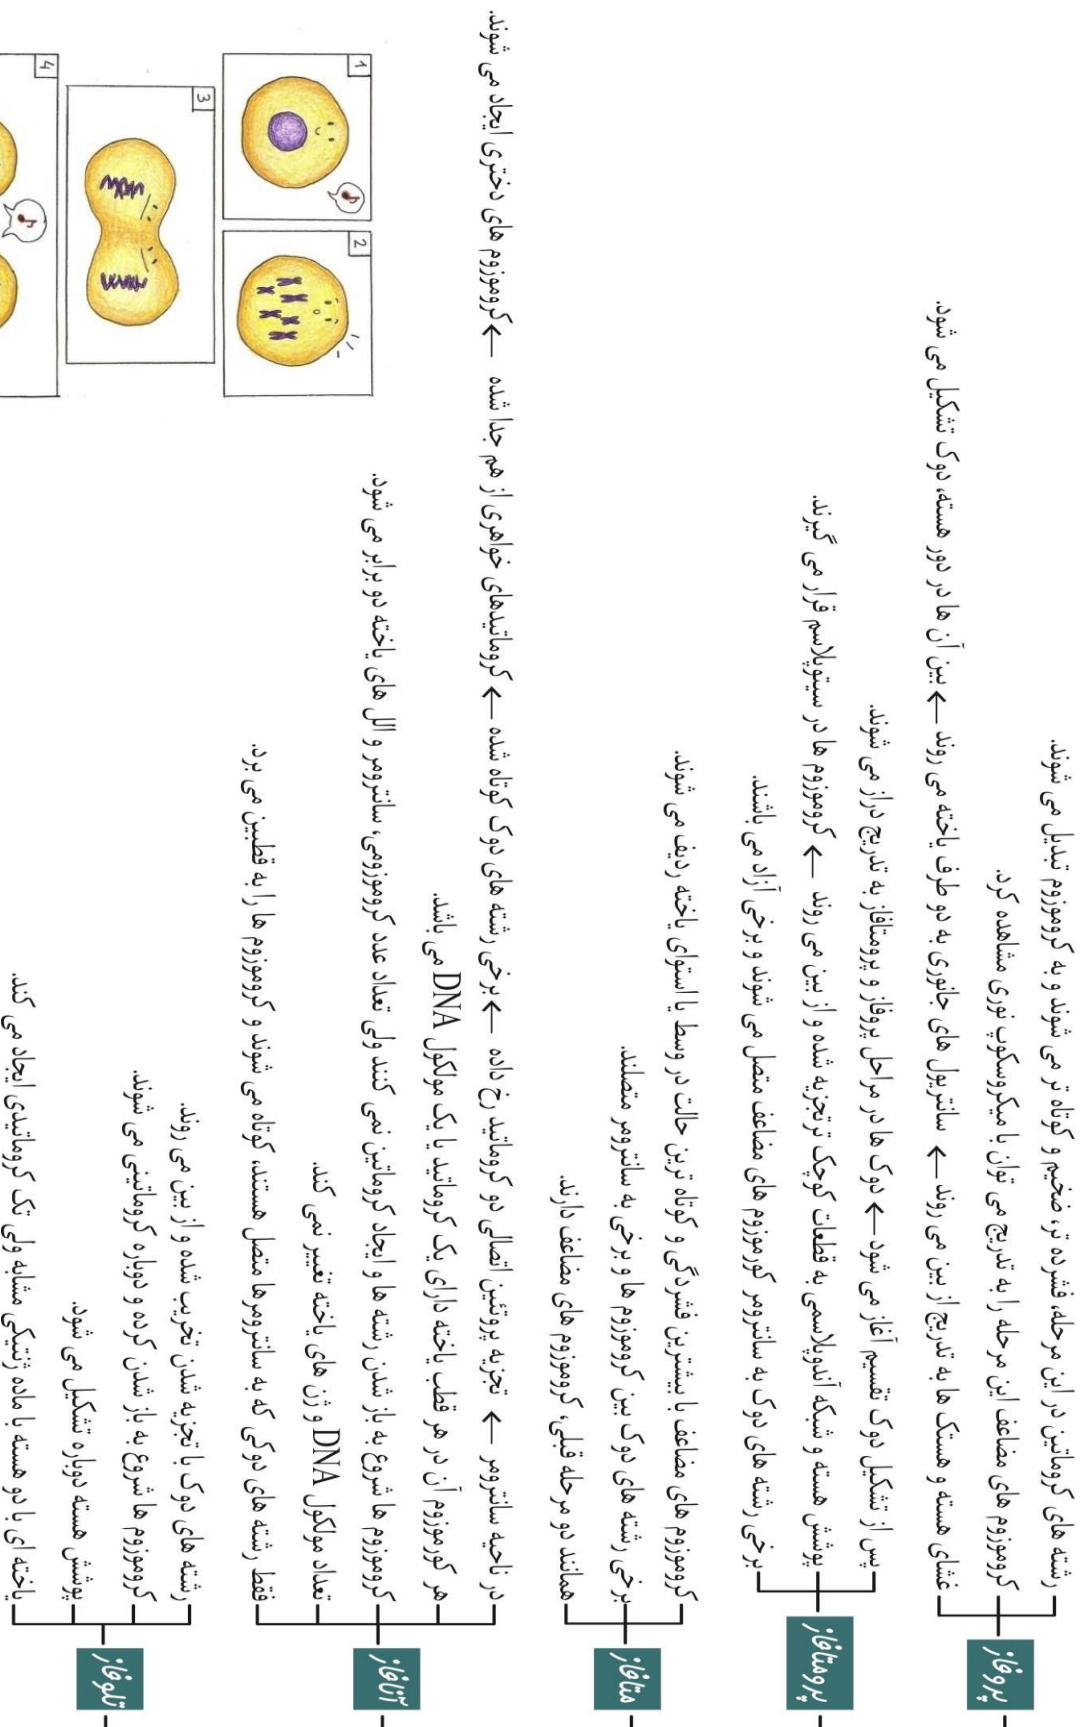 پروفاز
رشته های کروماتین در این مرحله، فشرده تر، ضخیم و کوتاه تر می شوند و به کروموزوم تبدیل می شوند.
کروموزوم های مضاعف این مرحله را به تدریج می توان با میکروسکوپ نوری مشاهده کرد.
غشای هسته و هستک ها به تدریج از بین می روند ← سانتریول های جانوری به دو طرف یاخته می روند ← بین آن ها در دور هسته، دوک تشکیل می شود.
پرومتافاز
پس از تشکیل دوک تقسیم آغاز می شود ← دوک ها در مراحل پروفاز و پرومتافاز به تدریج دراز می شوند.
پوشش هسته و شبکه آندوپلاسمی به قطعات کوچک تر تجزیه شده و از بین می روند ← کروموزوم ها در سیتوپلاسم قرار می گیرند.
برخی رشته های دوک به سانترومر کورموزوم های مضاعف متصل می شوند و برخی آزاد می باشند.
متافاز
کروموزوم های مضاعف با بیشترین فشردگی و کوتاه ترین حالت در وسط یا استوای یاخته ردیف می شوند.
برخی رشته های دوک بین کروموزوم ها و برخی به سانترومر متصلند.
همانند دو مرحله قبلی، کروموزوم های مضاعف دارند.
آنافاز
در ناحیه سانترومر ← تجزیه پروتئین اتصالی دو کروماتید رخ داده ← برخی رشته های دوک کوتاه شده ← کروماتیدهای خواهری از هم جدا شده ← کروموزوم های دختری ایجاد می شوند.
هر کورموزوم آن در هر قطب یاخته دارای یک کروماتید یا یک مولکول DNA می باشد.
کروموزوم ها شروع به باز شدن رشته ها و ایجاد کروماتین نمی کنند ولی تعداد عدد کروموزومی، سانترومر و الل های یاخته دو برابر می شود.
تعداد مولکول DNA و ژن های یاخته تغییر نمی کند.
فقط رشته های دوکی که به سانترومرها متصل هستند، کوتاه می شوند و کروموزوم ها را به قطبین می برد.
تلوفاز
رشته های دوک با تجزیه شدن تخریب شده و از بین می روند.
کروموزوم ها شروع به باز شدن کرده و دوباره کروماتینی می شوند.
پوشش هسته دوباره تشکیل می شود.
یاخته ای با دو هسته با ماده ژنتیکی مشابه ولی تک کروماتیدی ایجاد می کند.
1
2
3
4